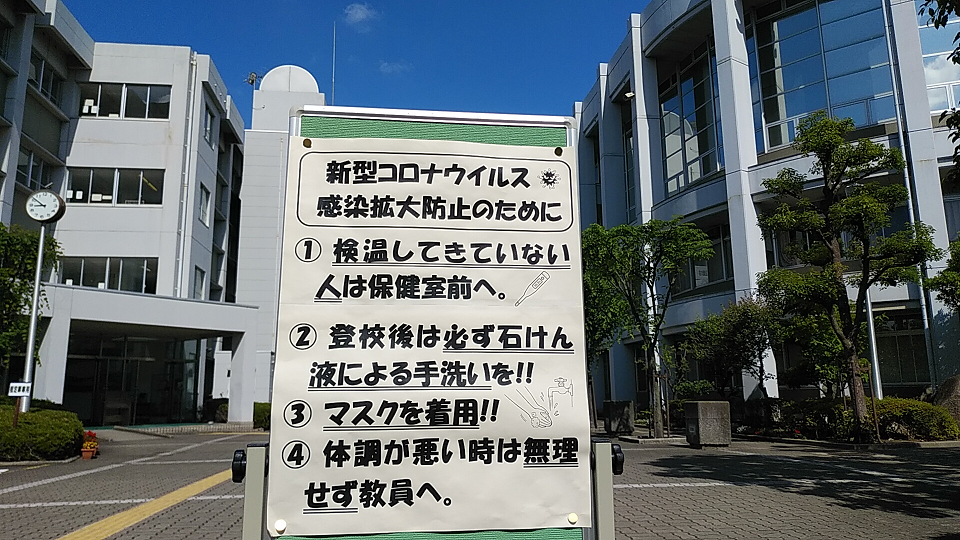 新型コロナウイルス
感染拡大防止のために
① 検温してきていない
人は保健室前へ。
② 登校後は必ず石けん
液による手洗いを!!
③ マスクを着用!!
④ 体調が悪い時は無理
せず教員へ。